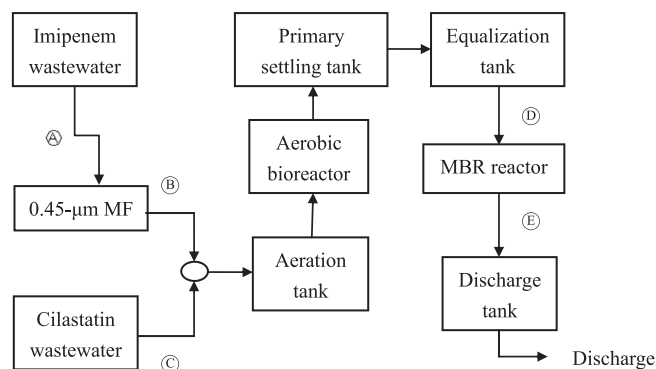 Imipenem
wastewater
Ⓐ
0.45-μm MF
Ⓑ
Cilastatin
wastewater
Ⓒ
Aeration
tank
Aerobic
bioreactor
Primary
settling tank
Equalization
tank
Ⓓ
MBR reactor
Ⓔ
Discharge
tank
Discharge